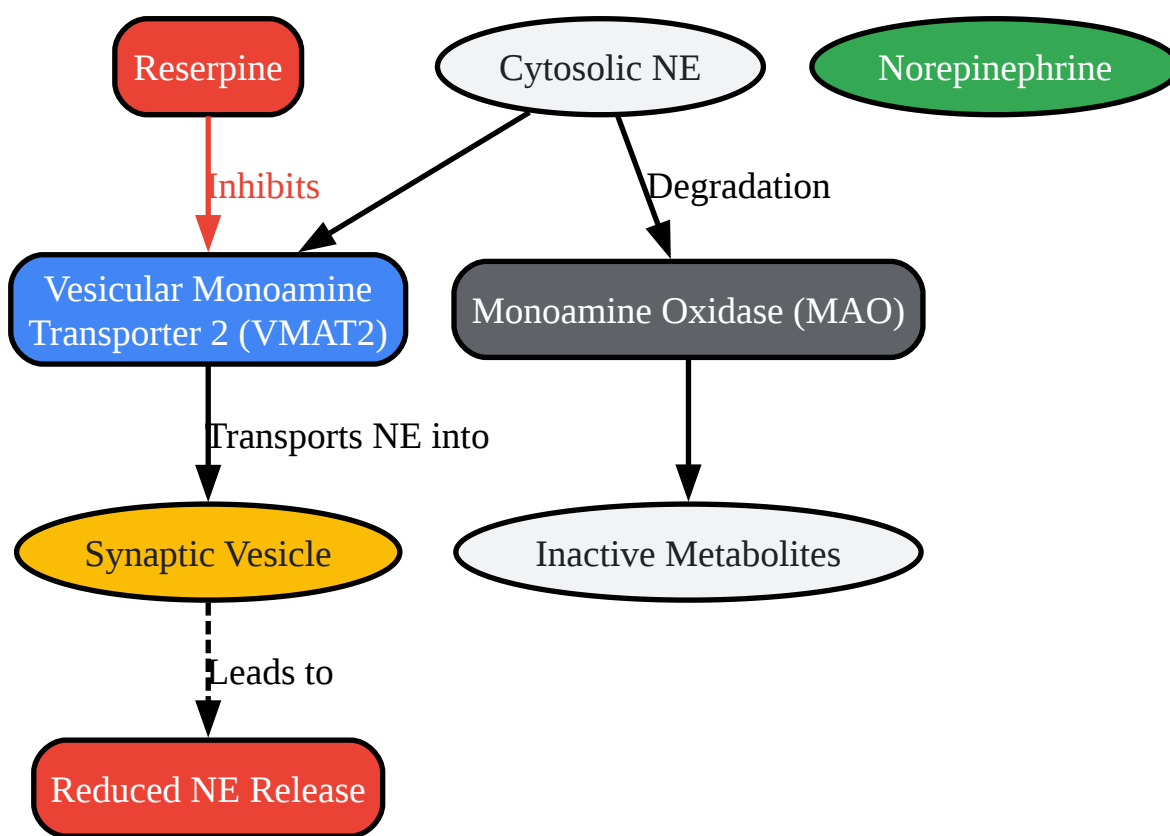 Reserpine
Cytosolic NE
Norepinephrine
Inhibits
Degradation
Vesicular Monoamine
Transporter 2 (VMAT2)
Monoamine Oxidase (MAO)
Transports NE into
Synaptic Vesicle
Inactive Metabolites
Leads to
Reduced NE Release